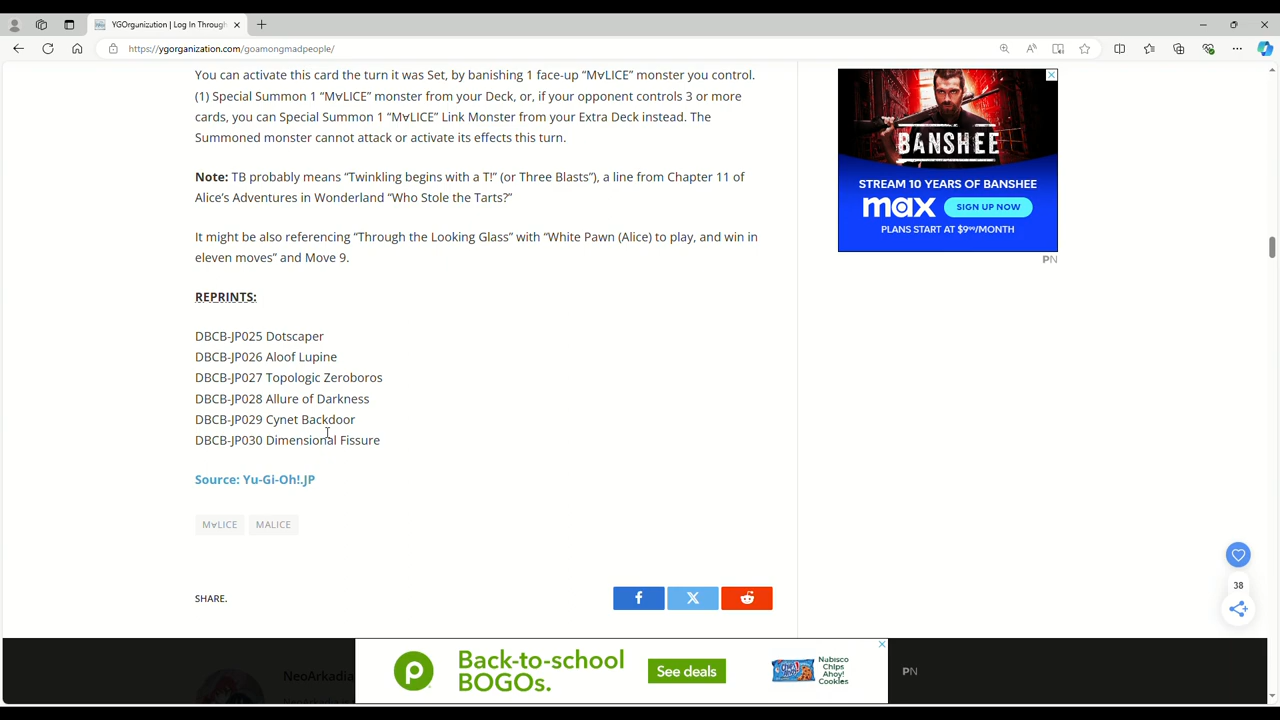 YGOrganization | Log In Through
https://ygorganization.com/goamongmadpeople/
You can activate this card the turn it was Set, by banishing 1 face-up “M∀LICE” monster you control.
(1) Special Summon 1 “M∀LICE” monster from your Deck, or, if your opponent controls 3 or more
cards, you can Special Summon 1 “M∀LICE” Link Monster from your Extra Deck instead. The
Summoned monster cannot attack or activate its effects this turn.
Note: TB probably means “Twinkling begins with a T!” (or Three Blasts”), a line from Chapter 11 of
Alice’s Adventures in Wonderland “Who Stole the Tarts?”
It might be also referencing “Through the Looking Glass” with “White Pawn (Alice) to play, and win in
eleven moves” and Move 9.
REPRINTS:
DBCB-JP025 Dotscaper
DBCB-JP026 Aloof Lupine
DBCB-JP027 Topologic Zeroboros
DBCB-JP028 Allure of Darkness
DBCB-JP029 Cynet Backdoor
DBCB-JP030 Dimensional Fissure
Source: Yu-Gi-Oh!.JP
M∀LICE MALICE
SHARE.
BANSHEE
STREAM 10 YEARS OF BANSHEE
max SIGN UP NOW
PLANS START AT $9⁹⁹/MONTH
PN
38
NeoArkadia
Back-to-school
BOGOs.
See deals
Nabisco
Chips
Ahoy!
Cookies
PN